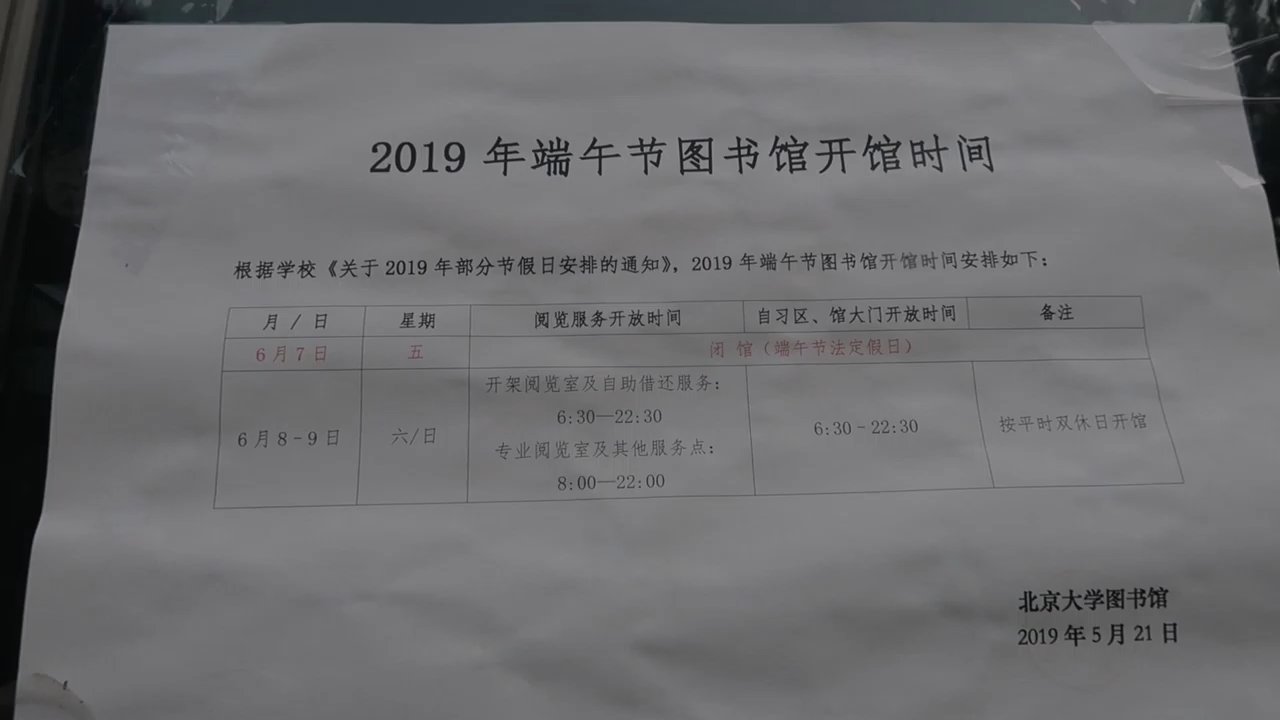 2019 年端午节图书馆开馆时间
根据学校《关于 2019 年部分节假日安排的通知》，2019 年端午节图书馆开馆时间安排如下：
月 / 日 星期 阅览服务开放时间 自习区、馆大门开放时间 备注
6 月 7 日 五 闭 馆（端午节法定假日）
开架阅览室及自助借还服务：
6:30—22:30
6 月 8－9 日 六/日 6:30－22:30 按平时双休日开馆
专业阅览室及其他服务点：
8:00—22:00
北京大学图书馆
2019 年 5 月 21 日